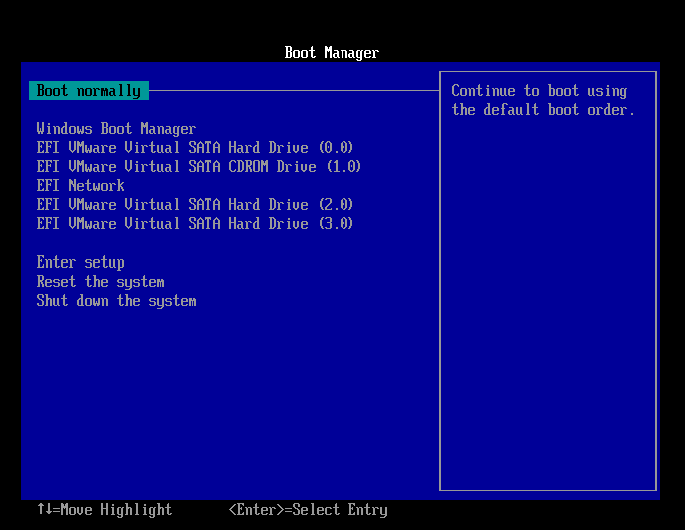 Boot Manager
Boot normally
Continue to boot using
the default boot order.
Windows Boot Manager
EFI VMware Virtual SATA Hard Drive (0.0)
EFI VMware Virtual SATA CDROM Drive (1.0)
EFI Network
EFI VMware Virtual SATA Hard Drive (2.0)
EFI VMware Virtual SATA Hard Drive (3.0)
Enter setup
Reset the system
Shut down the system
↑↓=Move Highlight <Enter>=Select Entry